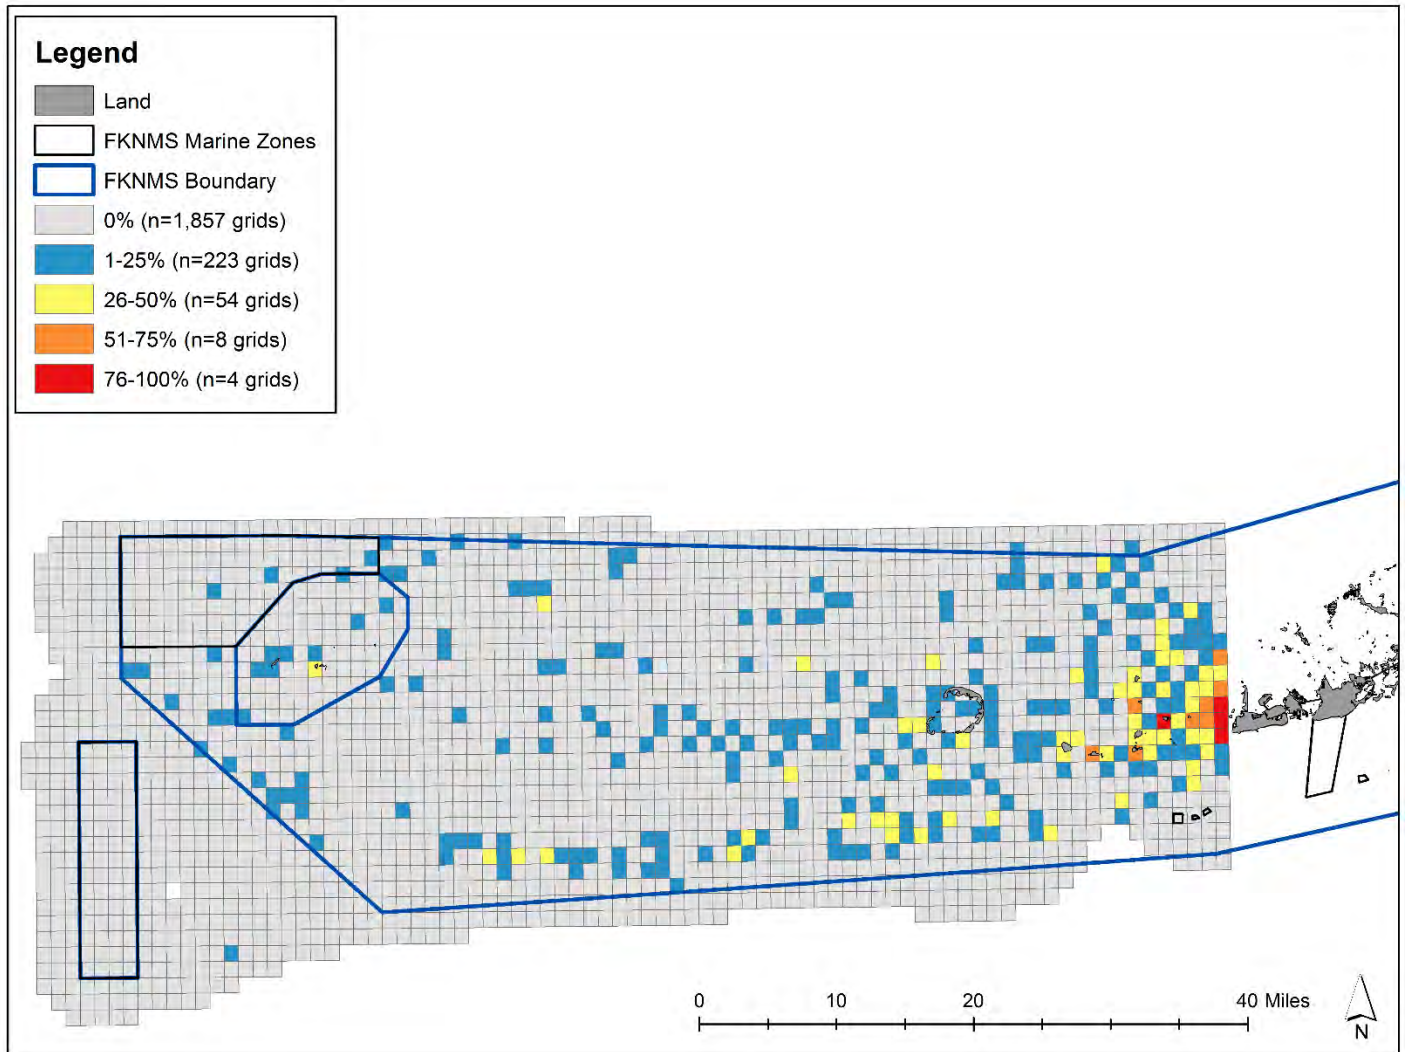 Legend
Land
FKNMS Marine Zones
FKNMS Boundary
0% (n=1,857 grids)
1-25% (n=223 grids)
26-50% (n=54 grids)
51-75% (n=8 grids)
76-100% (n=4 grids)
0 10 20 40 Miles
N